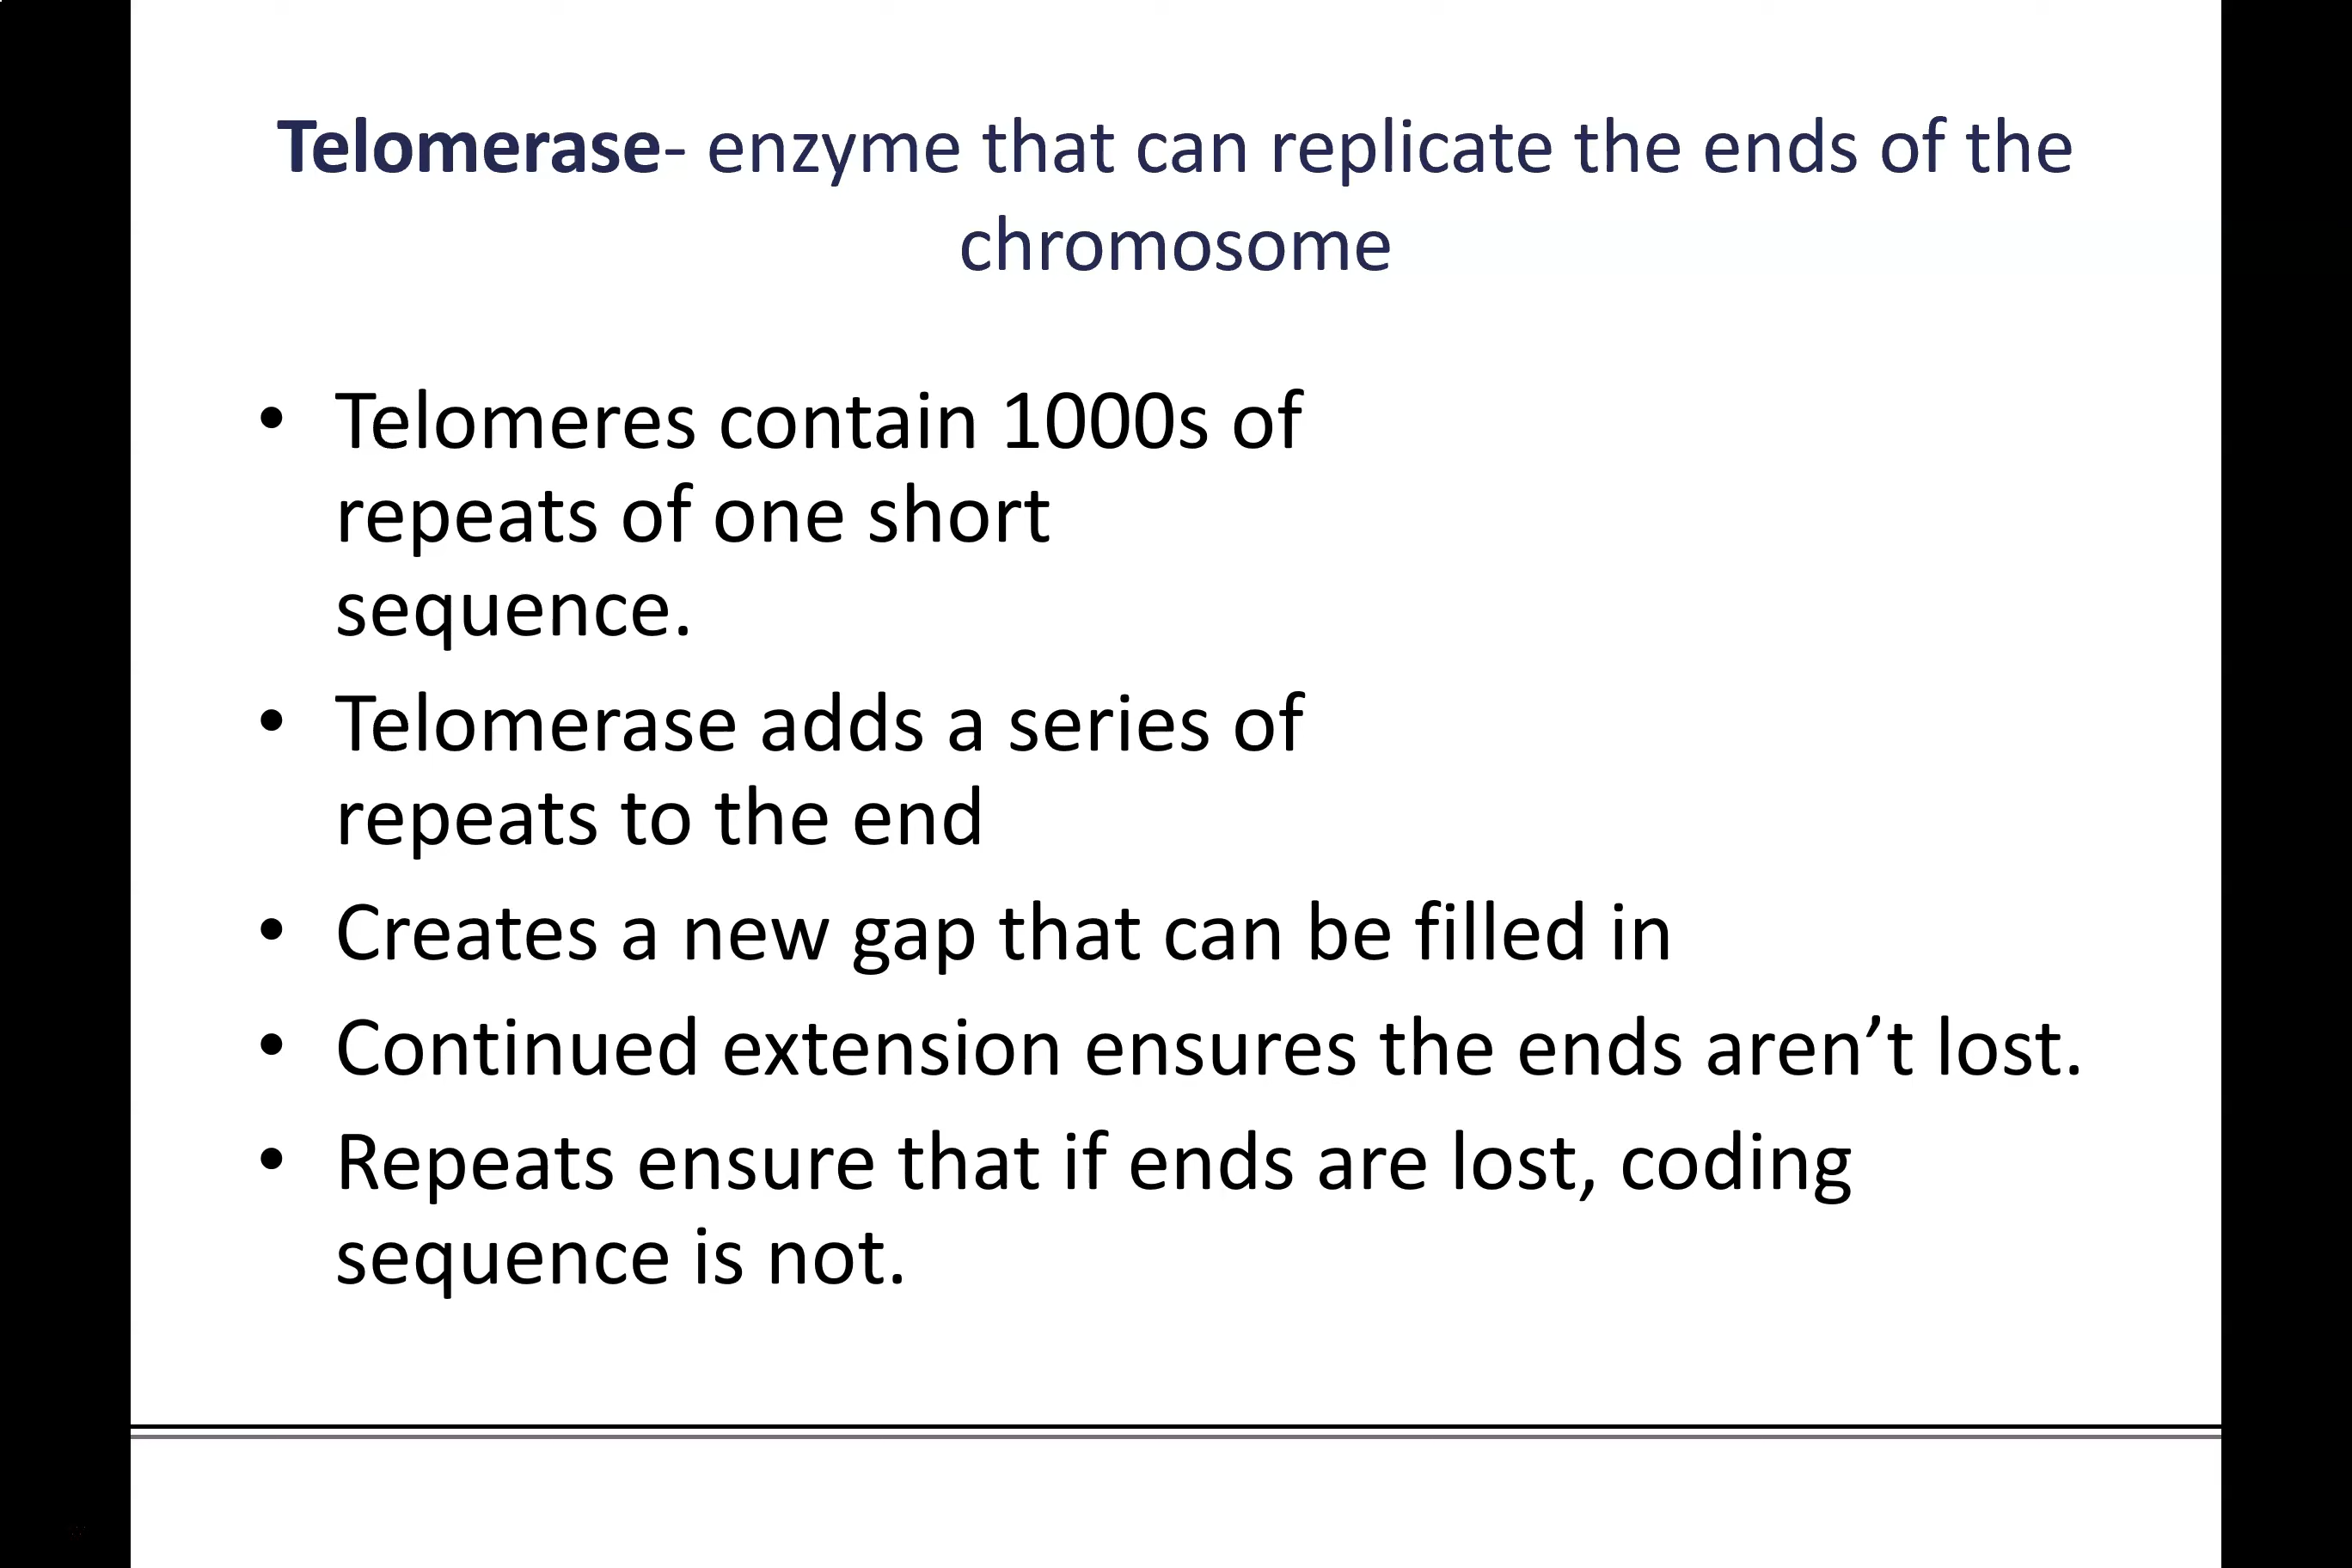 Telomerase- enzyme that can replicate the ends of the
chromosome
• Telomeres contain 1000s of
repeats of one short
sequence.
• Telomerase adds a series of
repeats to the end
• Creates a new gap that can be filled in
• Continued extension ensures the ends aren’t lost.
• Repeats ensure that if ends are lost, coding
sequence is not.